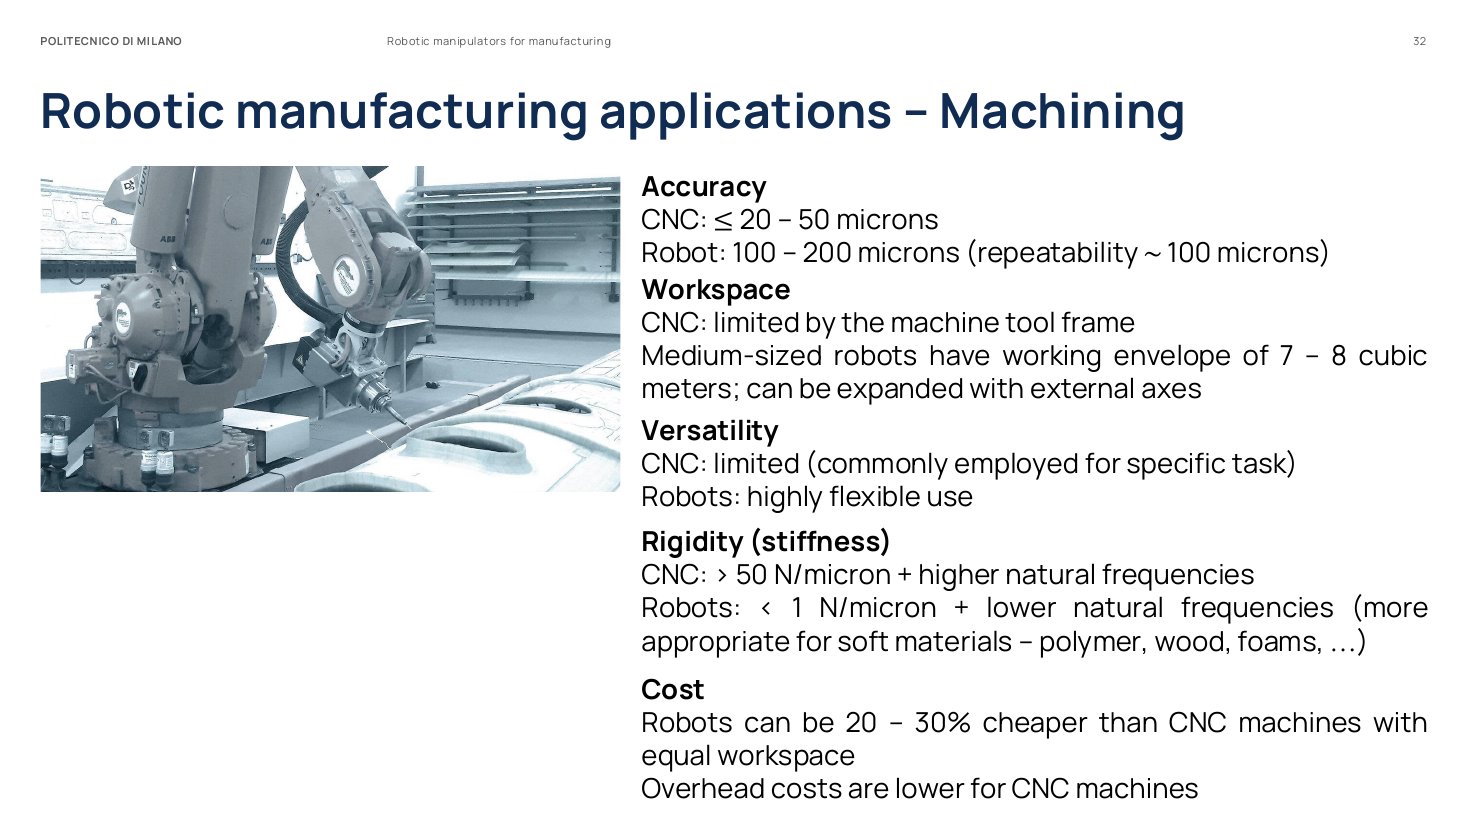 POLITECNICO DI MILANO
Robotic manipulators for manufacturing
32
Robotic manufacturing applications – Machining
ABB
ABB
Accuracy
CNC: ≤ 20 – 50 microns
Robot: 100 – 200 microns (repeatability ~ 100 microns)
Workspace
CNC: limited by the machine tool frame
Medium-sized robots have working envelope of 7 – 8 cubic
meters; can be expanded with external axes
Versatility
CNC: limited (commonly employed for specific task)
Robots: highly flexible use
Rigidity (stiffness)
CNC: > 50 N/micron + higher natural frequencies
Robots: < 1 N/micron + lower natural frequencies (more
appropriate for soft materials – polymer, wood, foams, …)
Cost
Robots can be 20 – 30% cheaper than CNC machines with
equal workspace
Overhead costs are lower for CNC machines